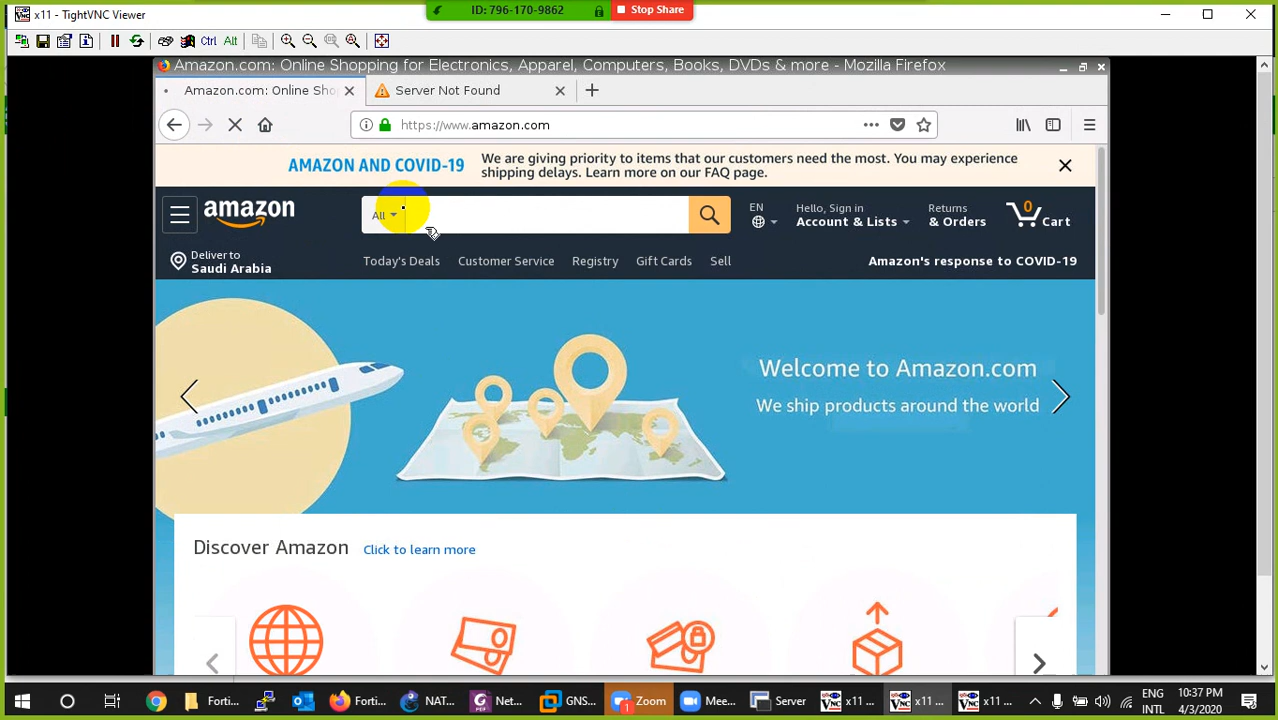 x11 - TightVNC Viewer
ID: 796-170-9862
Stop Share
Ctrl Alt
Amazon.com: Online Shopping for Electronics, Apparel, Computers, Books, DVDs & more - Mozilla Firefox
Amazon.com: Online Sho
Server Not Found
https://www.amazon.com
AMAZON AND COVID-19
We are giving priority to items that our customers need the most. You may experience
shipping delays. Learn more on our FAQ page.
amazon
All
EN
Hello, Sign in
Account & Lists
Returns
& Orders
0
Cart
Deliver to
Saudi Arabia
Today's Deals
Customer Service
Registry
Gift Cards
Sell
Amazon's response to COVID-19
Welcome to Amazon.com
We ship products around the world
Discover Amazon
Click to learn more
Forti...
Forti...
NAT...
Net...
GNS...
1
Zoom
Mee...
Server
x11 ...
x11 ...
x11 ...
ENG
INTL
10:37 PM
4/3/2020